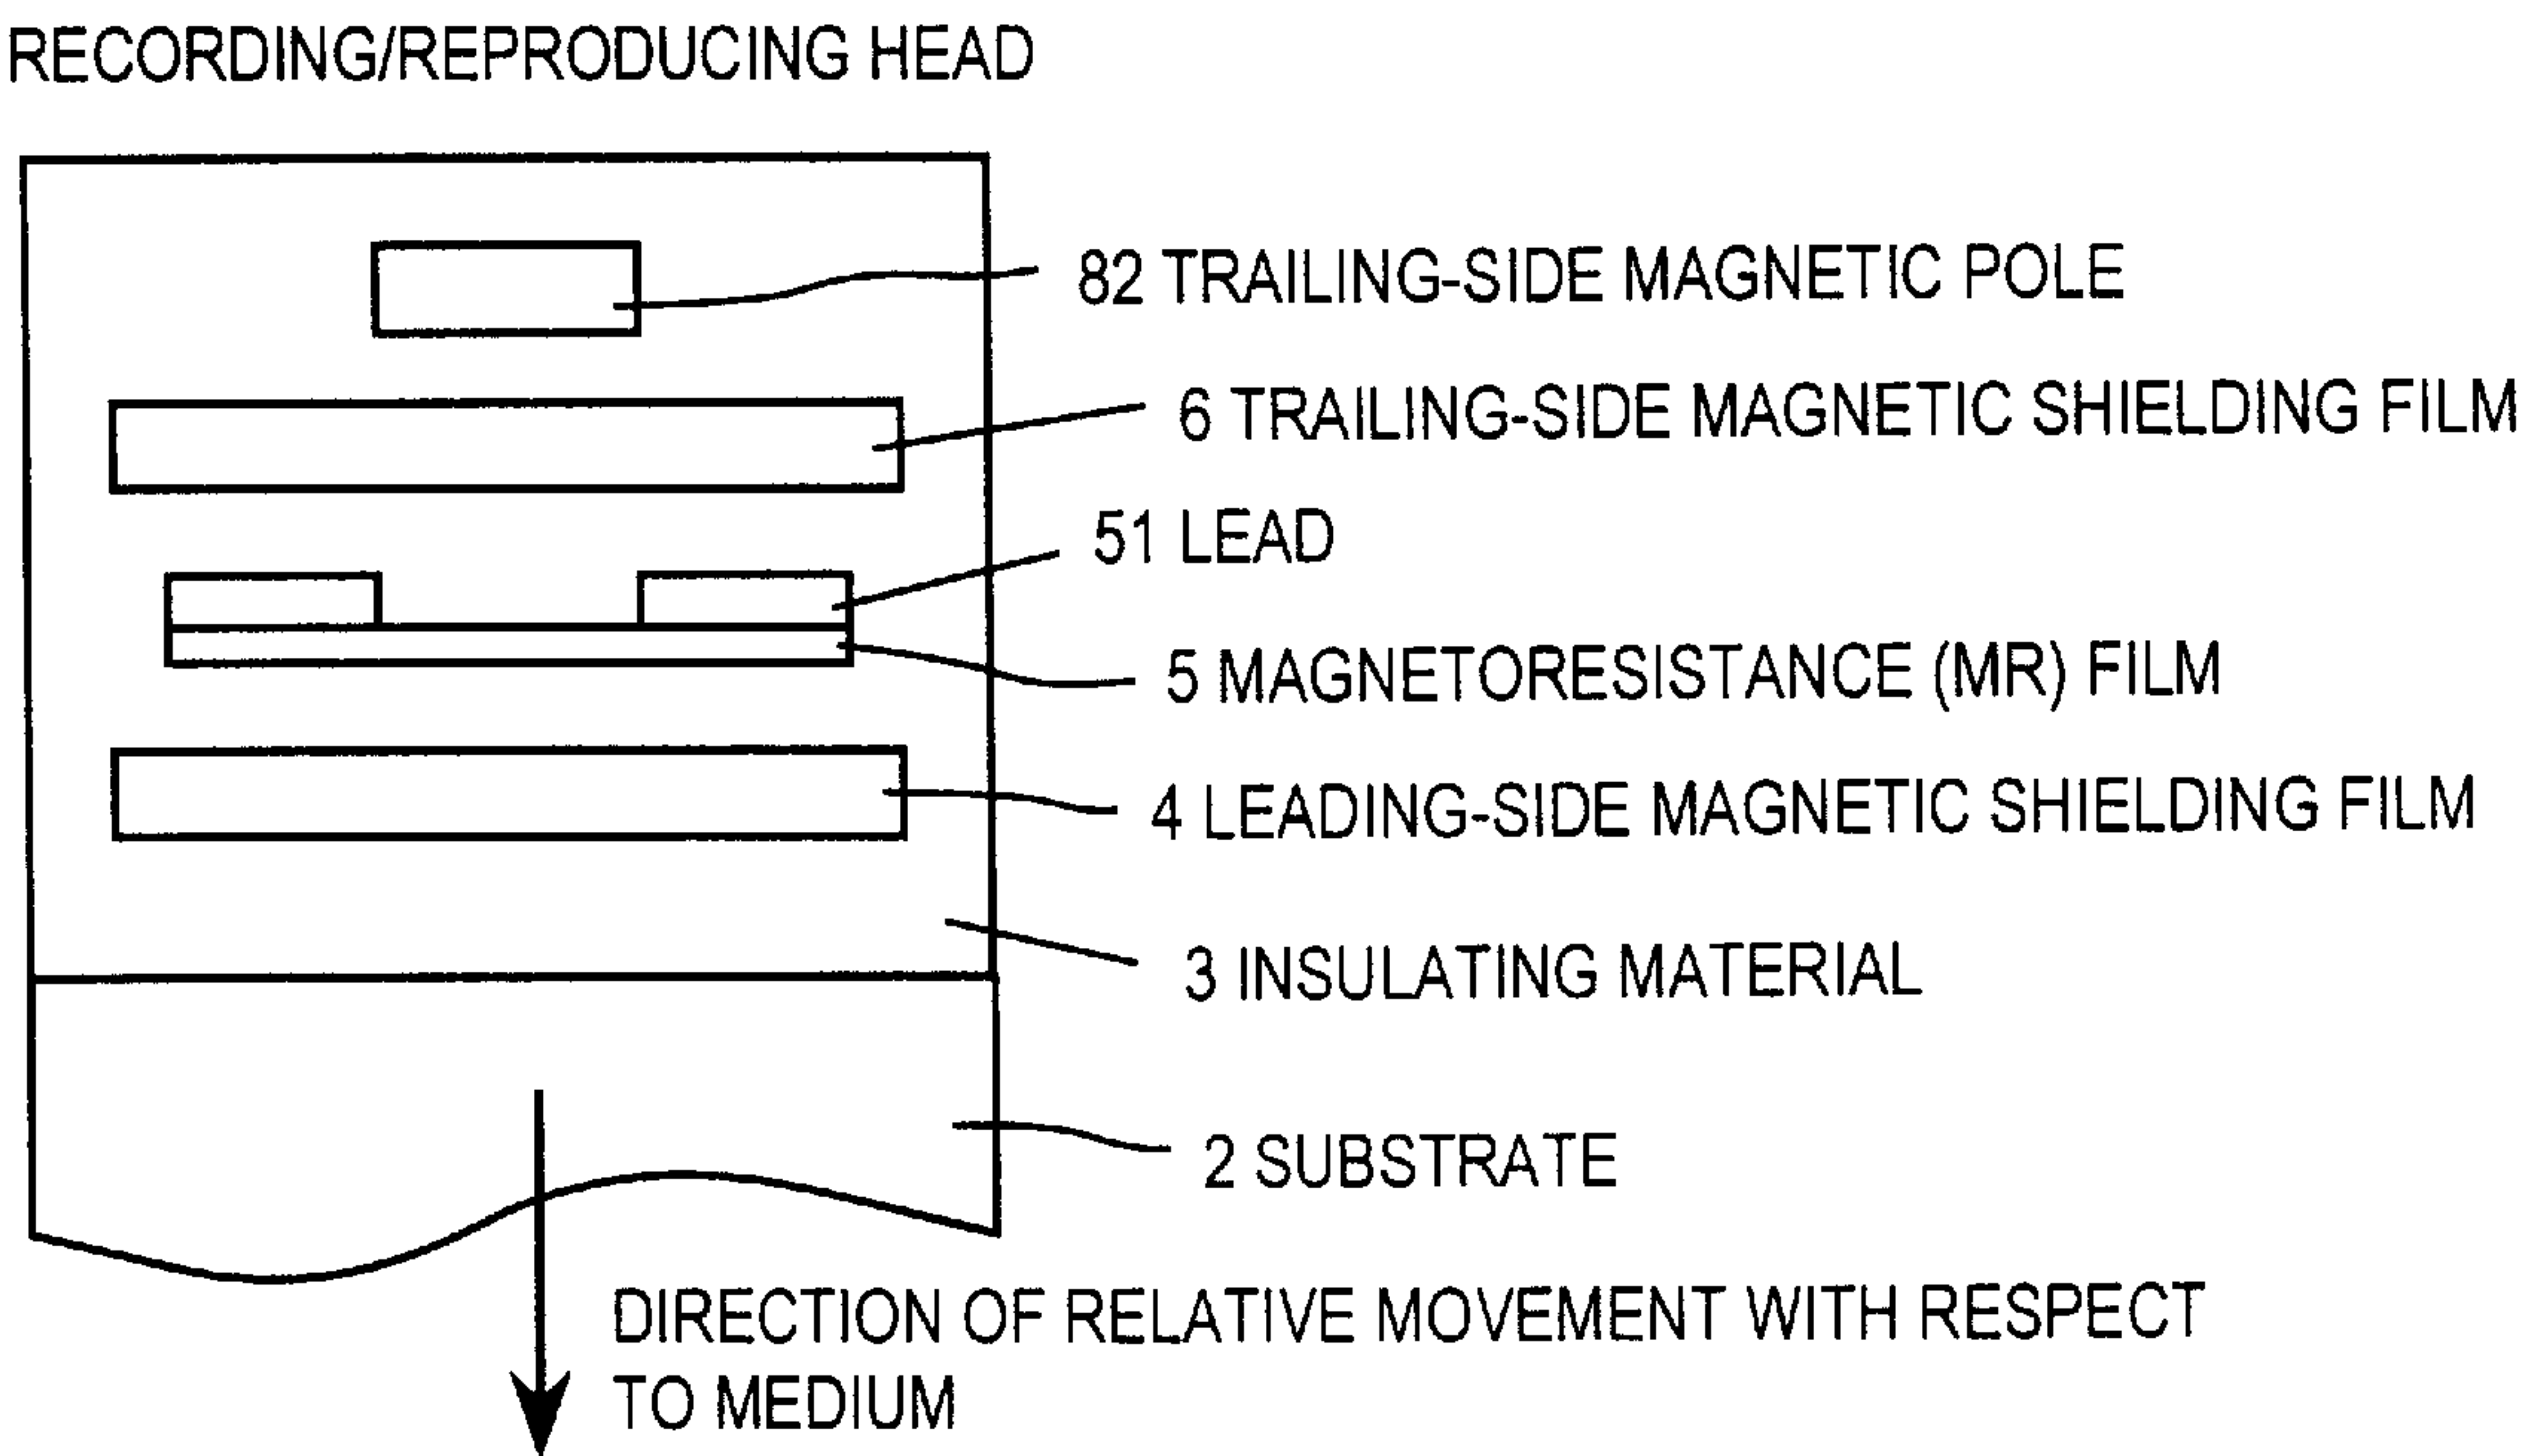 RECORDING/REPRODUCING HEAD
82 TRAILING-SIDE MAGNETIC POLE
6 TRAILING-SIDE MAGNETIC SHIELDING FILM
51 LEAD
5 MAGNETORESISTANCE (MR) FILM
4 LEADING-SIDE MAGNETIC SHIELDING FILM
3 INSULATING MATERIAL
2 SUBSTRATE
DIRECTION OF RELATIVE MOVEMENT WITH RESPECT
TO MEDIUM